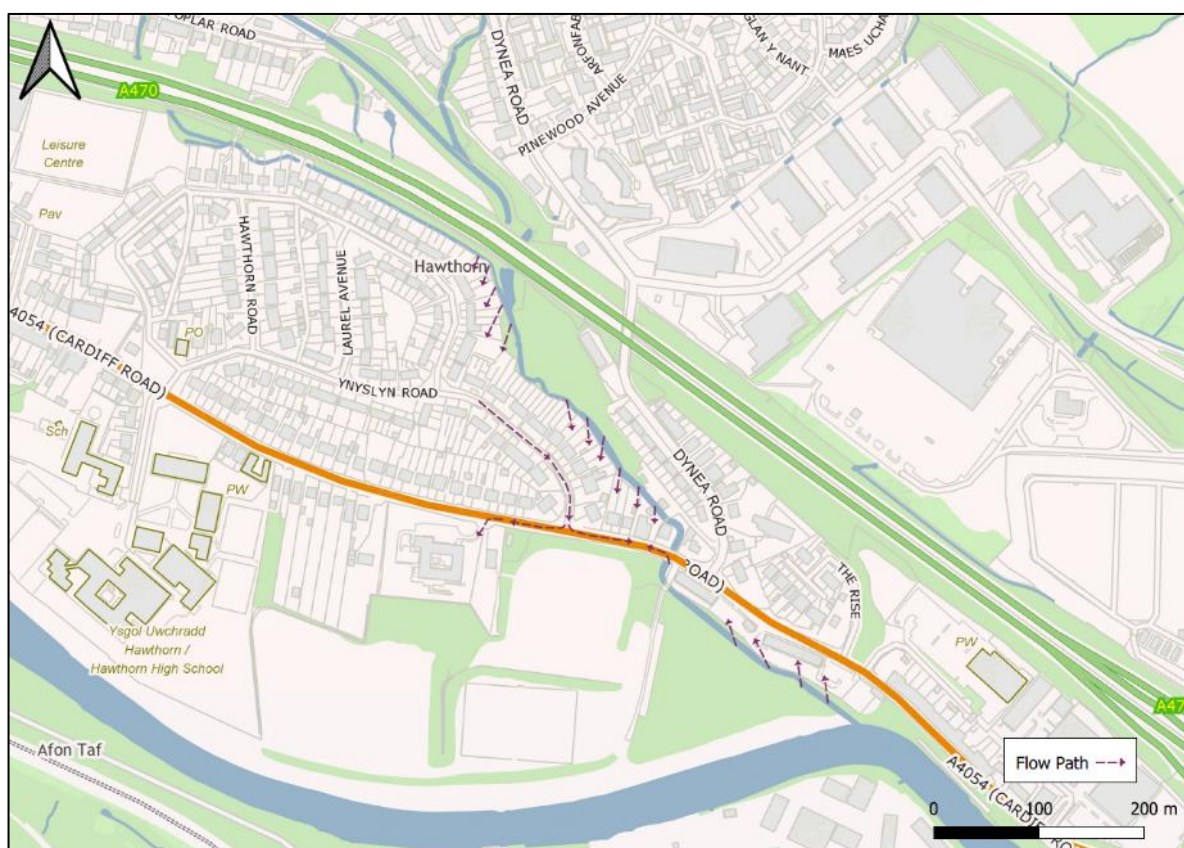 POPLAR ROAD
A470
DYNEA ROAD
ARFONFAB
GLAN Y NANT
MAES UCHA
PINEWOOD AVENUE
Leisure
Centre
Pav
HAWTHORN ROAD
LAUREL AVENUE
Hawthorn
A4054 (CARDIFF ROAD)
PO
YNYSLYN ROAD
Sch
PW
DYNEA ROAD
ROAD)
THE RISE
Ysgol Uwchradd
Hawthorn /
Hawthorn High School
PW
A47
Afon Taf
Flow Path
A4054 (CARDIFF RO
0 100 200 m